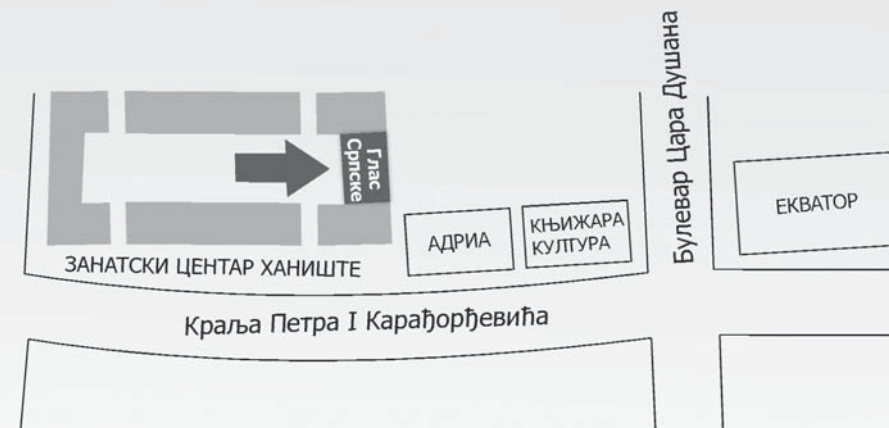 Булевар Цара Душана
Глас
Српске
АДРИА
КЊИЖАРА
КУЛТУРА
ЕКВАТОР
ЗАНАТСКИ ЦЕНТАР ХАНИШТЕ
Краља Петра I Карађорђевића